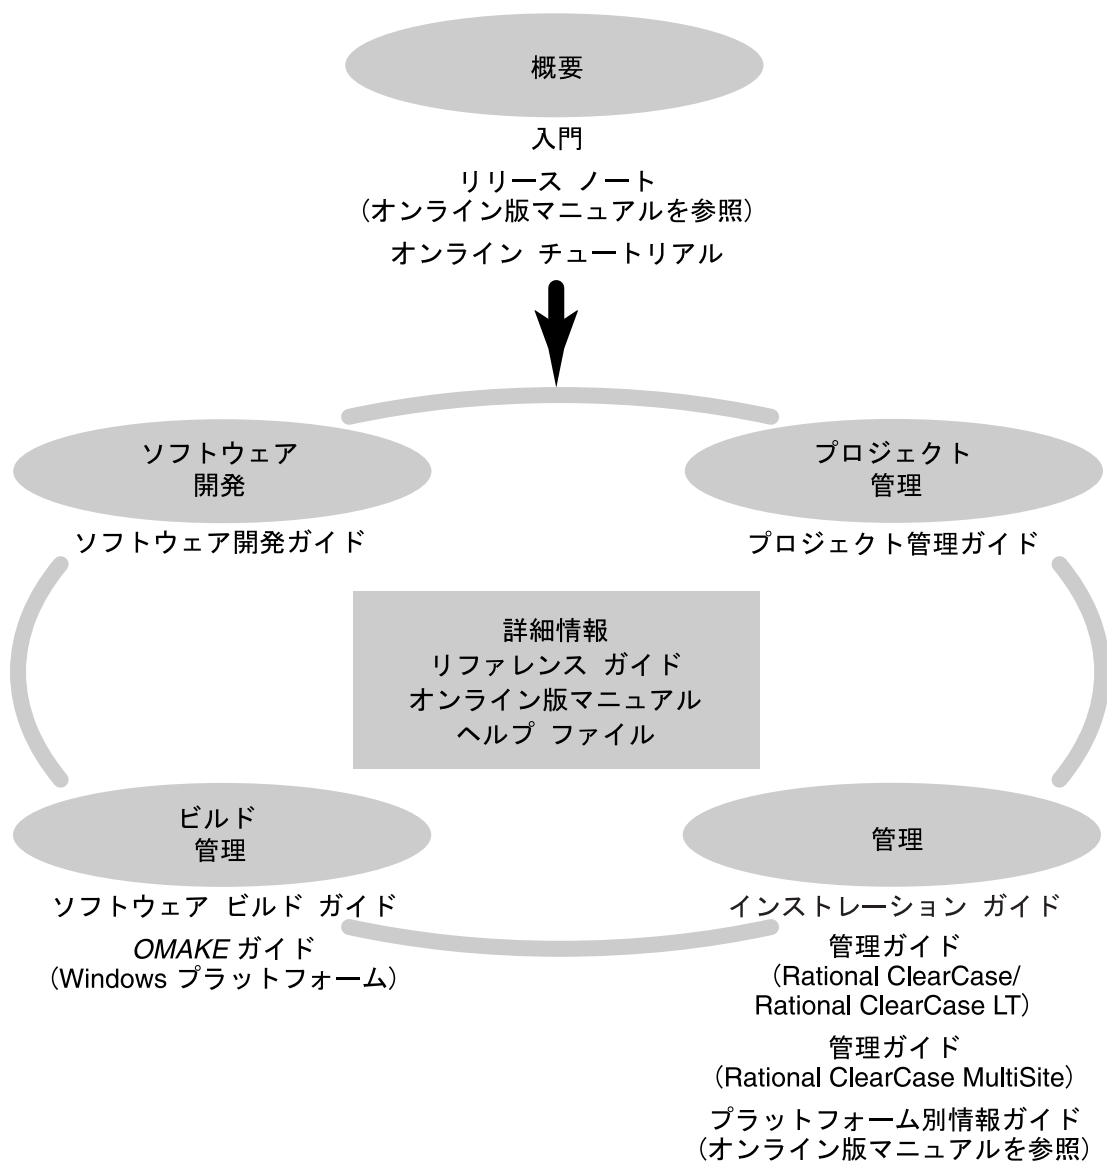 概要
入門
リリース ノート
（オンライン版マニュアルを参照）
オンライン チュートリアル
ソフトウェア
開発
ソフトウェア開発ガイド
プロジェクト
管理
プロジェクト管理ガイド
詳細情報
リファレンス ガイド
オンライン版マニュアル
ヘルプ ファイル
ビルド
管理
ソフトウェア ビルド ガイド
OMAKE ガイド
（Windows プラットフォーム）
管理
インストレーション ガイド
管理ガイド
（Rational ClearCase/
Rational ClearCase LT）
管理ガイド
（Rational ClearCase MultiSite）
プラットフォーム別情報ガイド
（オンライン版マニュアルを参照）